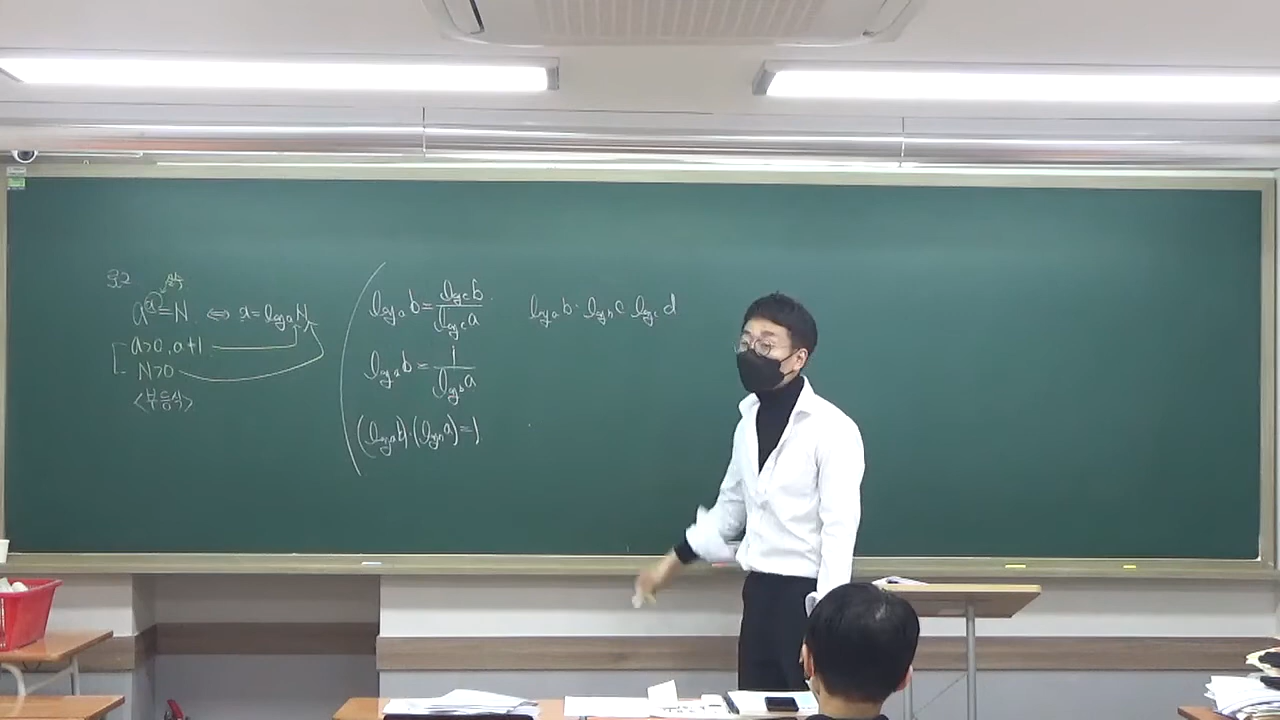 a^x=N ⇔ x=log_a N
a>0, a≠1
N>0
<부등식>
log_a b = log_c b / log_c a
log_a b = 1 / log_b a
(log_a b)·(log_b a)=1
log_a b · log_b c log_c d